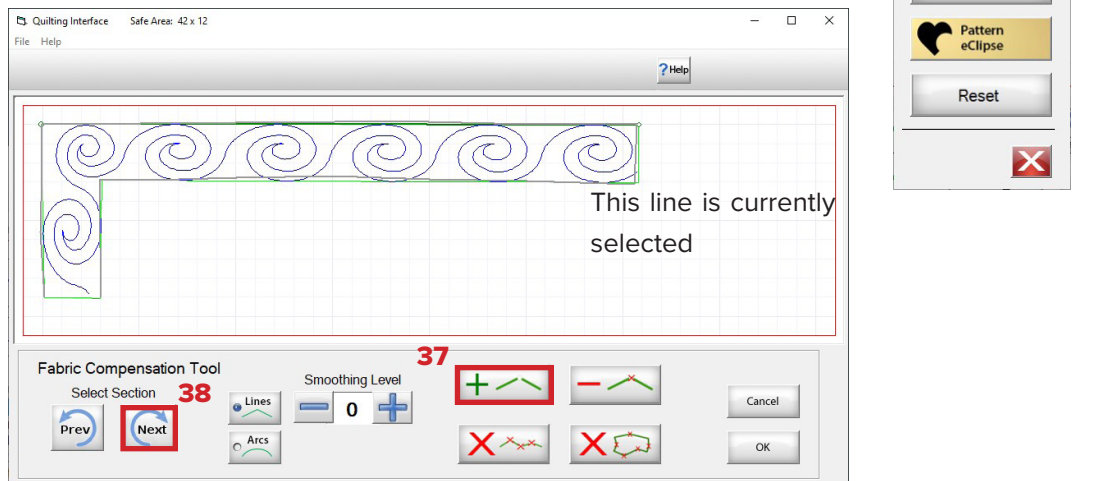 Quilting Interface Safe Area: 42 x 12
File Help
? Help
This line is currently
selected
Fabric Compensation Tool
37
Select Section
38
Smoothing Level
Prev
Next
Lines
0
Arcs
Cancel
OK
Pattern
eClipse
Reset